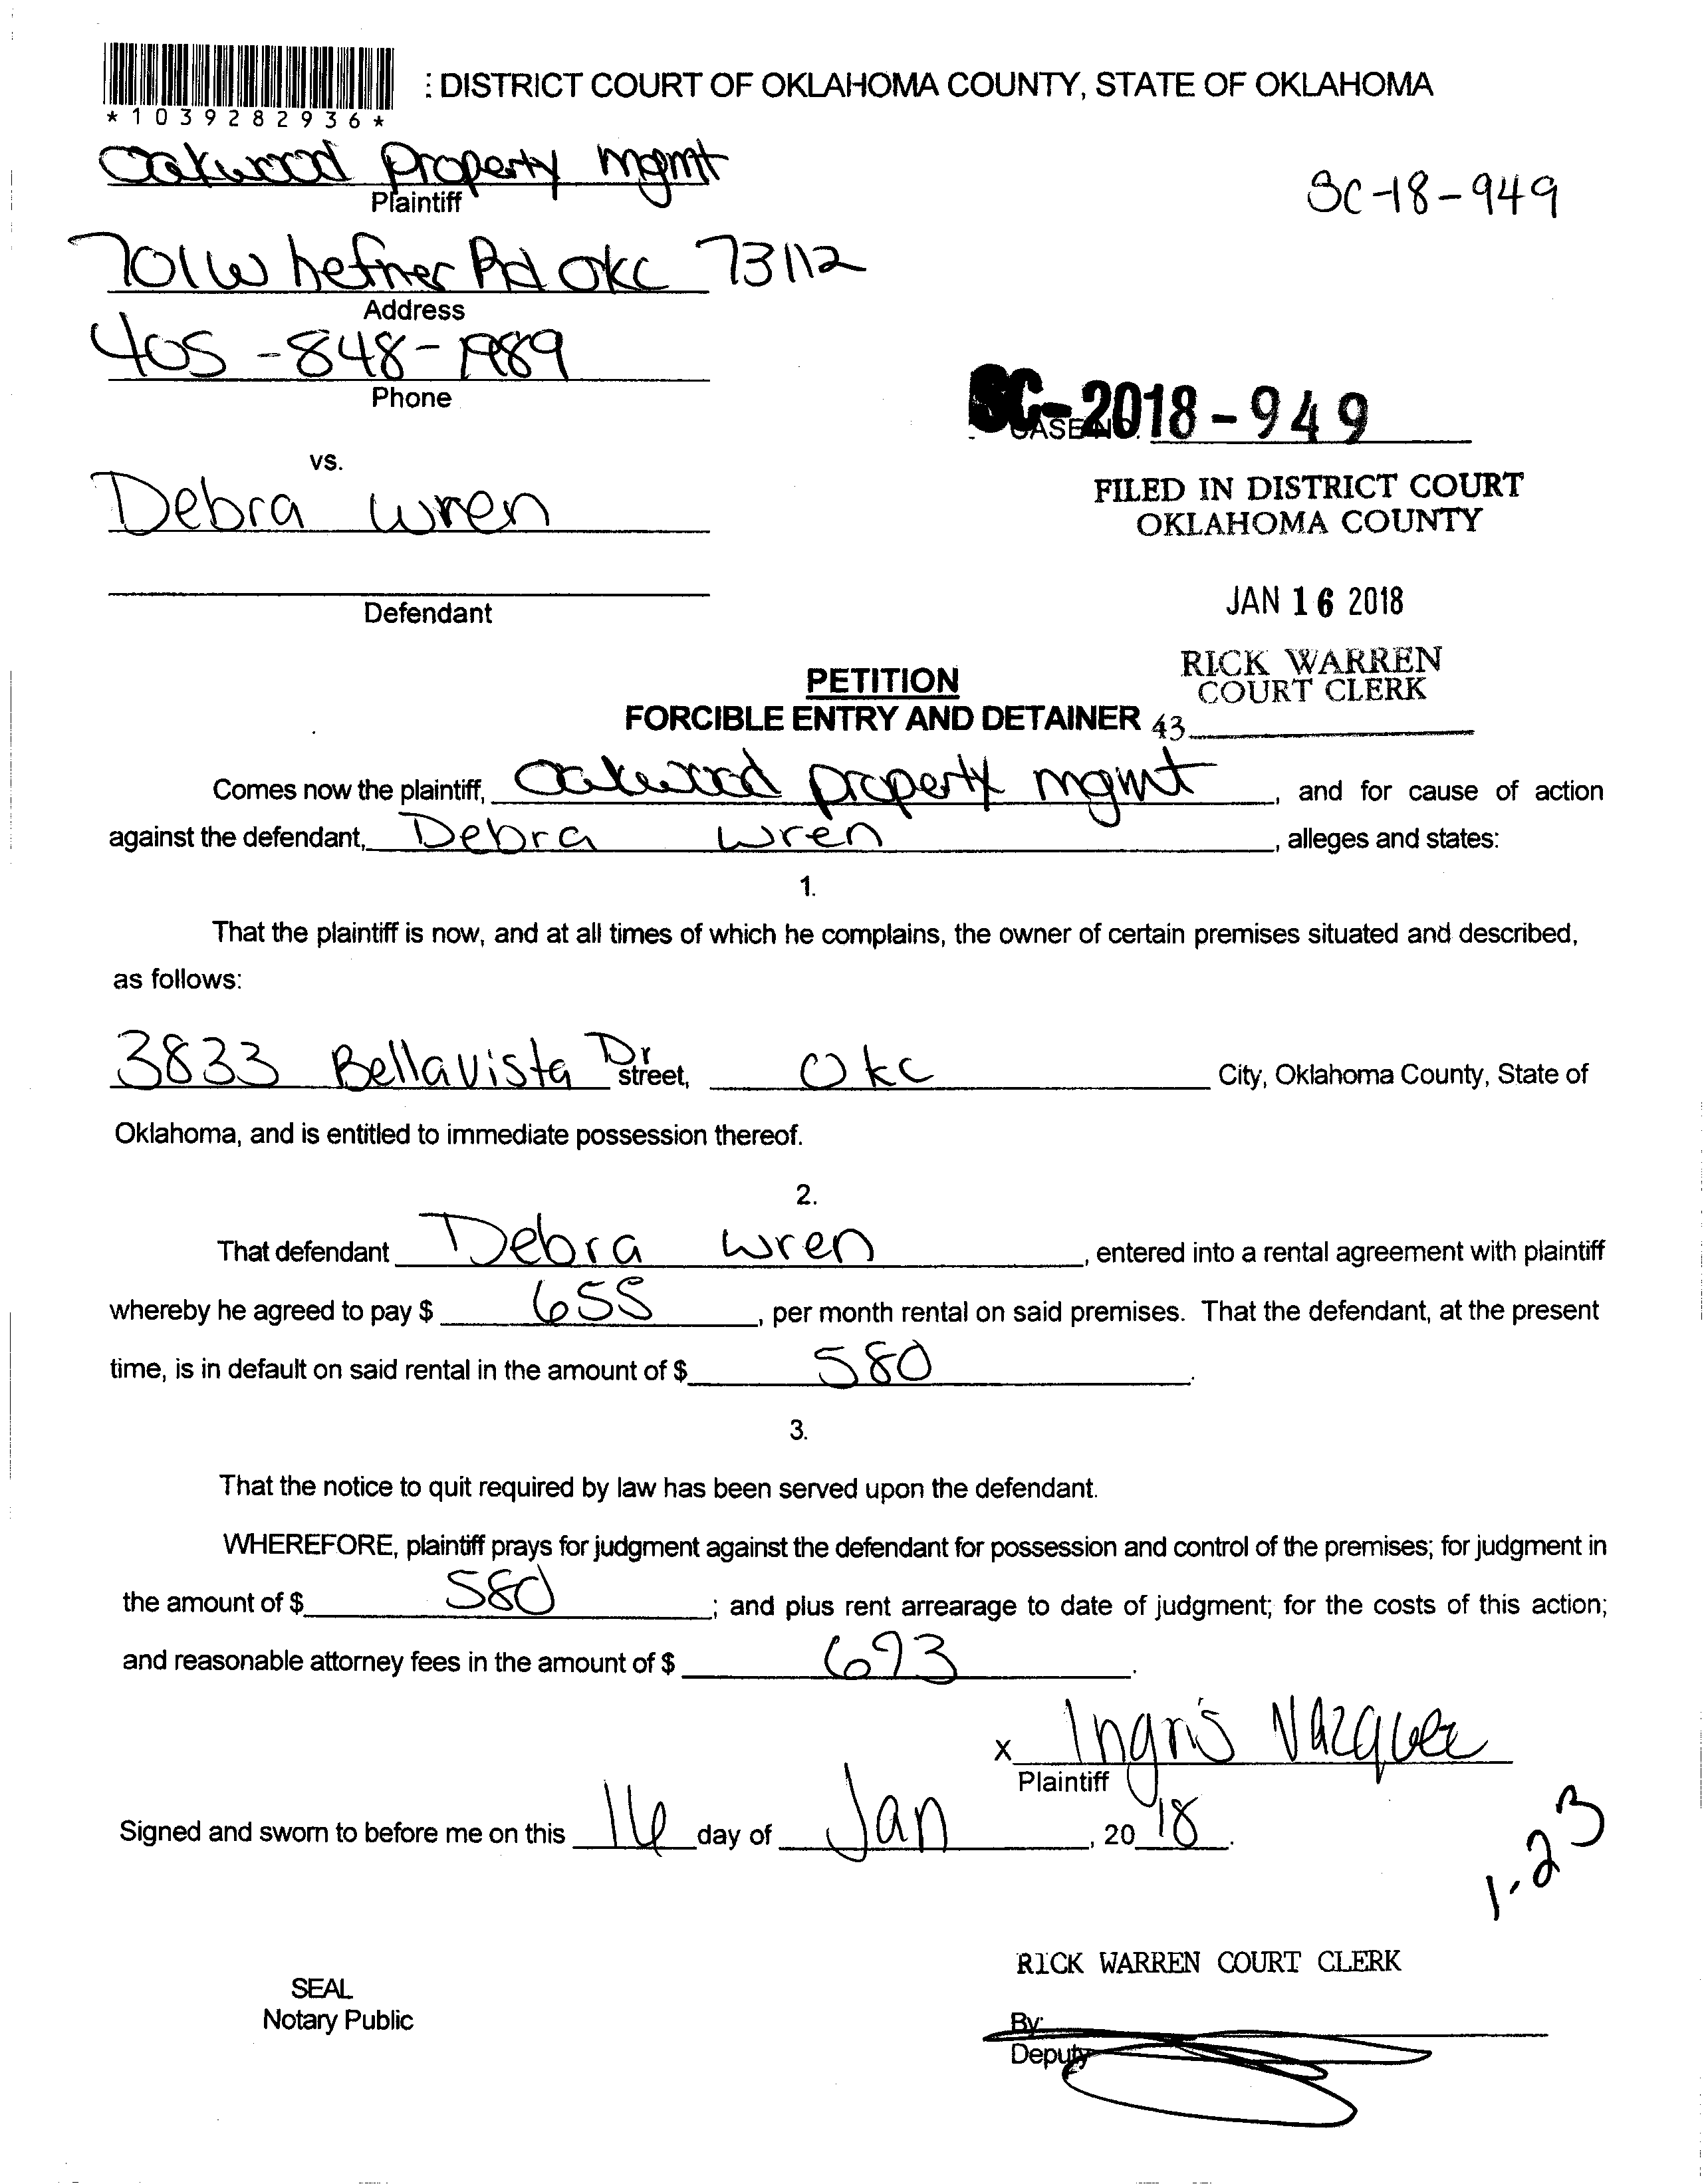 : DISTRICT COURT OF OKLAHOMA COUNTY, STATE OF OKLAHOMA
*1039282936*
Oakwood Property mgmt
Plaintiff
SC-18-949
701 W hefner Rd OKC 73112
Address
405-848-1989
Phone
SC-2018-949
CASE NO.
vs.
Debra Wren
FILED IN DISTRICT COURT
OKLAHOMA COUNTY
Defendant
JAN 16 2018
RICK WARREN
COURT CLERK
PETITION
FORCIBLE ENTRY AND DETAINER 43
Comes now the plaintiff, Oakwood property mgmt, and for cause of action
against the defendant, Debra Wren, alleges and states:
1.
That the plaintiff is now, and at all times of which he complains, the owner of certain premises situated and described,
as follows:
3833 Bellavista Dr street, OKC City, Oklahoma County, State of
Oklahoma, and is entitled to immediate possession thereof.
2.
That defendant Debra Wren, entered into a rental agreement with plaintiff
whereby he agreed to pay $ 655, per month rental on said premises. That the defendant, at the present
time, is in default on said rental in the amount of $ 580.
3.
That the notice to quit required by law has been served upon the defendant.
WHEREFORE, plaintiff prays for judgment against the defendant for possession and control of the premises; for judgment in
the amount of $ 580; and plus rent arrearage to date of judgment; for the costs of this action;
and reasonable attorney fees in the amount of $ 693.
x Ingris Vazquez
Plaintiff
Signed and sworn to before me on this 16 day of Jan, 2018.
1-23
RICK WARREN COURT CLERK
SEAL
Notary Public
By:
Deputy